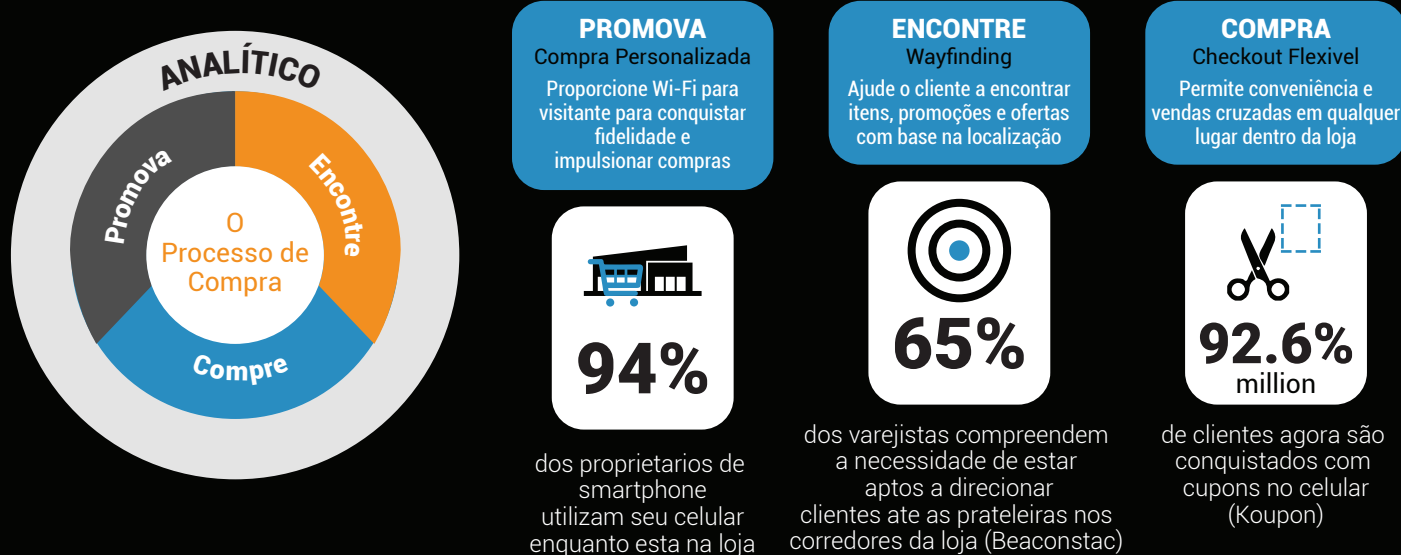 ANALÍTICO
Promova
Encontre
Compre
O
Processo de
Compra
PROMOVA
Compra Personalizada
Proporcione Wi-Fi para
visitante para conquistar
fidelidade e
impulsionar compras
94%
dos proprietarios de
smartphone
utilizam seu celular
enquanto esta na loja
ENCONTRE
Wayfinding
Ajude o cliente a encontrar
itens, promoções e ofertas
com base na localização
65%
dos varejistas compreendem
a necessidade de estar
aptos a direcionar
clientes ate as prateleiras nos
corredores da loja (Beaconstac)
COMPRA
Checkout Flexivel
Permite conveniência e
vendas cruzadas em qualquer
lugar dentro da loja
92.6%
million
de clientes agora são
conquistados com
cupons no celular
(Koupon)